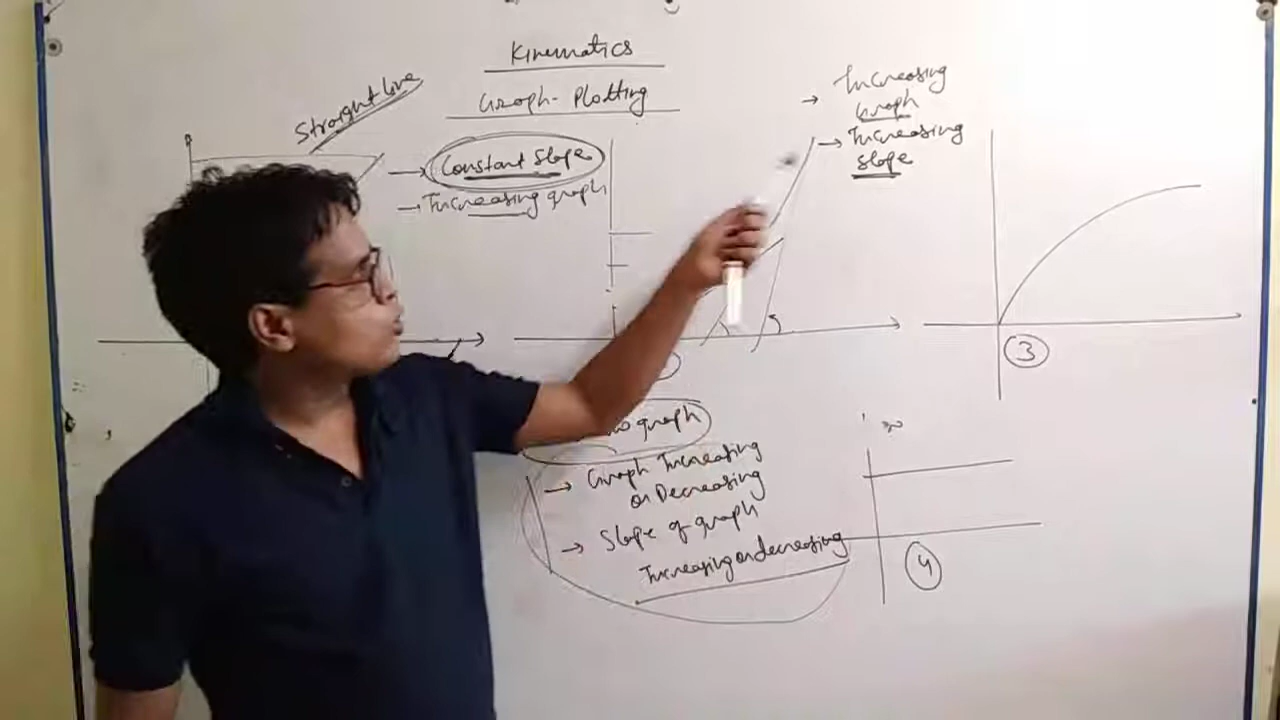 Kinematics
Graph-Plotting
Straight line
→ Constant Slope
→ Increasing graph
→ Increasing
Graph
→ Increasing
Slope
3
graph
→ Graph Increasing
or Decreasing
→ Slope of graph
Increasing or decreasing
4